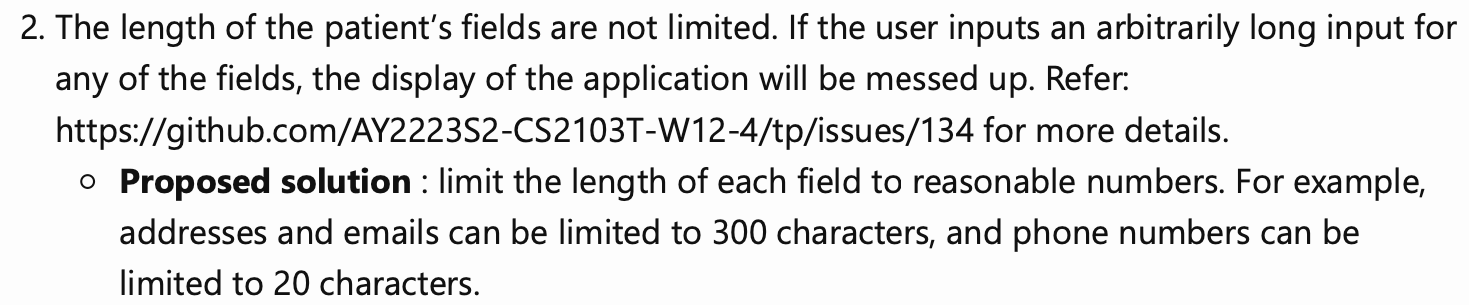 2. The length of the patient’s fields are not limited. If the user inputs an arbitrarily long input for
any of the fields, the display of the application will be messed up. Refer:
https://github.com/AY2223S2-CS2103T-W12-4/tp/issues/134 for more details.
○ Proposed solution : limit the length of each field to reasonable numbers. For example,
addresses and emails can be limited to 300 characters, and phone numbers can be
limited to 20 characters.